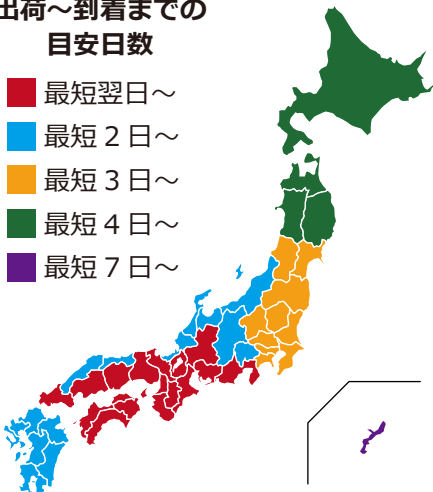 出荷〜到着までの
目安日数
最短翌日〜
最短２日〜
最短３日〜
最短４日〜
最短７日〜